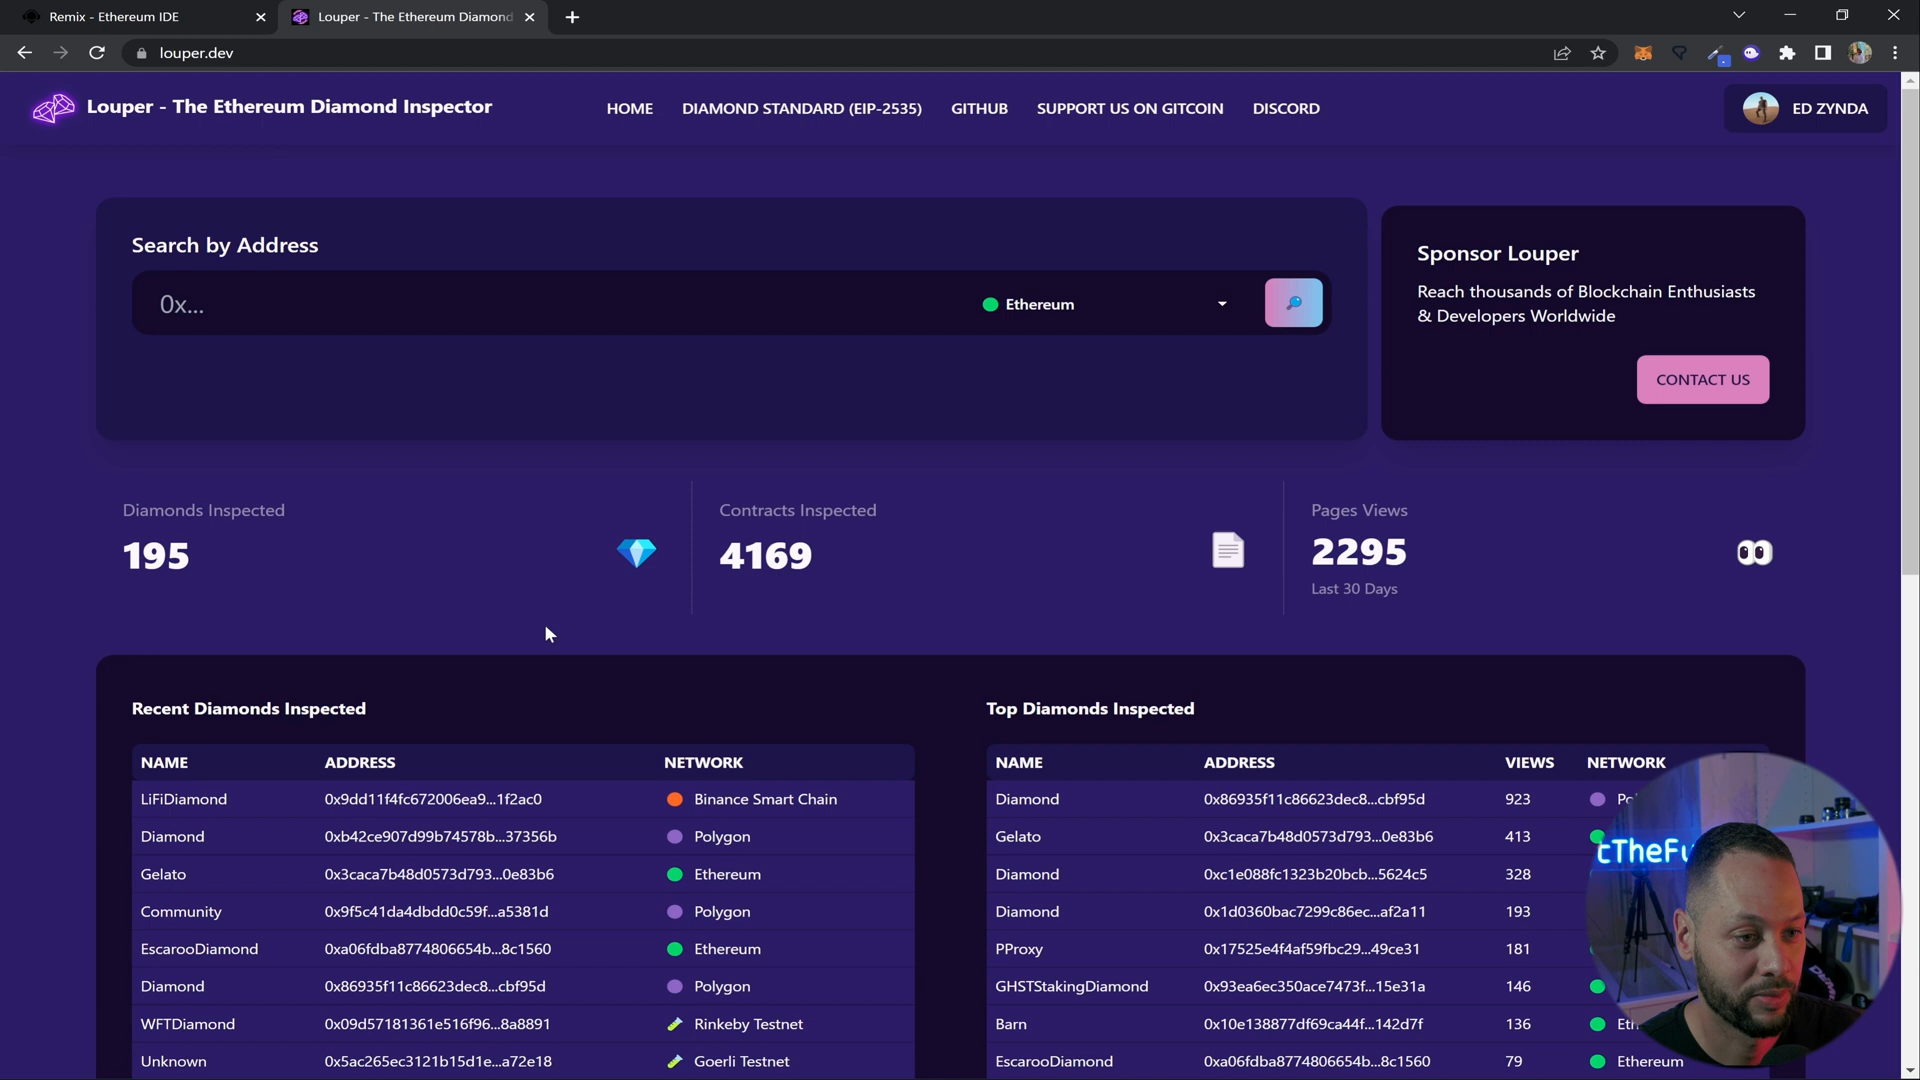 Remix - Ethereum IDE
Louper - The Ethereum Diamond
louper.dev
Louper - The Ethereum Diamond Inspector
HOME
DIAMOND STANDARD (EIP-2535)
GITHUB
SUPPORT US ON GITCOIN
DISCORD
ED ZYNDA
Search by Address
0x...
Ethereum
Sponsor Louper
Reach thousands of Blockchain Enthusiasts
& Developers Worldwide
CONTACT US
Diamonds Inspected
195
Contracts Inspected
4169
Pages Views
2295
Last 30 Days
Recent Diamonds Inspected
NAME ADDRESS NETWORK
LiFiDiamond 0x9dd11f4fc672006ea9...1f2ac0 Binance Smart Chain
Diamond 0xb42ce907d99b74578b...37356b Polygon
Gelato 0x3caca7b48d0573d793...0e83b6 Ethereum
Community 0x9f5c41da4dbdd0c59f...a5381d Polygon
EscarooDiamond 0xa06fdba8774806654b...8c1560 Ethereum
Diamond 0x86935f11c86623dec8...cbf95d Polygon
WFTDiamond 0x09d57181361e516f96...8a8891 Rinkeby Testnet
Unknown 0x5ac265ec3121b15d1e...a72e18 Goerli Testnet
Top Diamonds Inspected
NAME ADDRESS VIEWS NETWORK
Diamond 0x86935f11c86623dec8...cbf95d 923
Gelato 0x3caca7b48d0573d793...0e83b6 413
Diamond 0xc1e088fc1323b20bcb...5624c5 328
Diamond 0x1d0360bac7299c86ec...af2a11 193
PProxy 0x17525e4f4af59fbc29...49ce31 181
GHSTStakingDiamond 0x93ea6ec350ace7473f...15e31a 146
Barn 0x10e138877df69ca44f...142d7f 136
EscarooDiamond 0xa06fdba8774806654b...8c1560 79 Ethereum
cTheFu